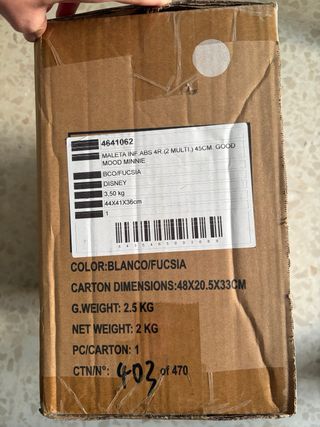 4641062
MALETA INF.ABS 4R.(2 MULTI.) 45CM. GOOD
MOOD MINNIE
BCO/FUCSIA
DISNEY
3,50 kg
44X41X36cm
1
COLOR:BLANCO/FUCSIA
CARTON DIMENSIONS:48X20.5X33CM
G.WEIGHT: 2.5 KG
NET WEIGHT: 2 KG
PC/CARTON: 1
CTN/Nº: 403 of 470